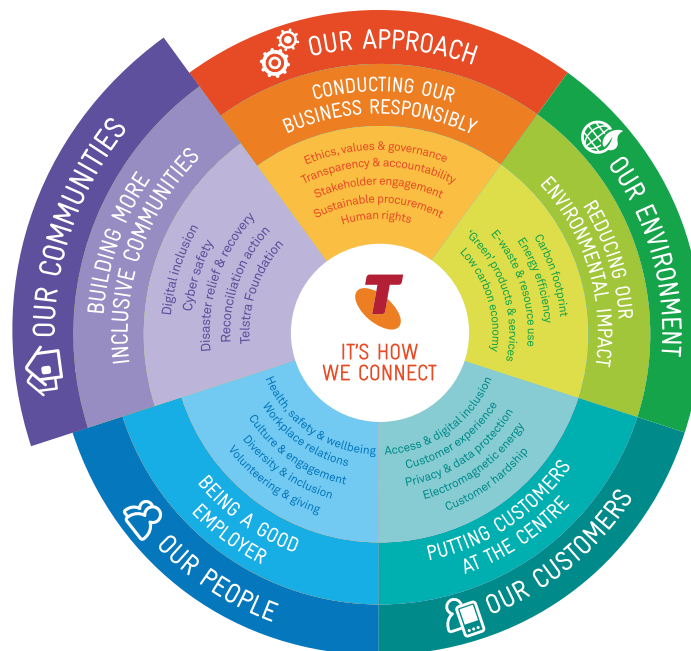 OUR APPROACH
CONDUCTING OUR
BUSINESS RESPONSIBLY
Ethics, values & governance
Transparency & accountability
Stakeholder engagement
Sustainable procurement
Human rights
OUR ENVIRONMENT
REDUCING OUR
ENVIRONMENTAL IMPACT
Carbon footprint
Energy efficiency
E-waste & resource use
'Green' products & services
Low carbon economy
OUR CUSTOMERS
PUTTING CUSTOMERS
AT THE CENTRE
Access & digital inclusion
Customer experience
Privacy & data protection
Electromagnetic energy
Customer hardship
OUR PEOPLE
BEING A GOOD
EMPLOYER
Health, safety & wellbeing
Workplace relations
Culture & engagement
Diversity & inclusion
Volunteering & giving
OUR COMMUNITIES
BUILDING MORE
INCLUSIVE COMMUNITIES
Digital inclusion
Cyber safety
Disaster relief & recovery
Reconciliation action
Telstra Foundation
T
IT'S HOW
WE CONNECT